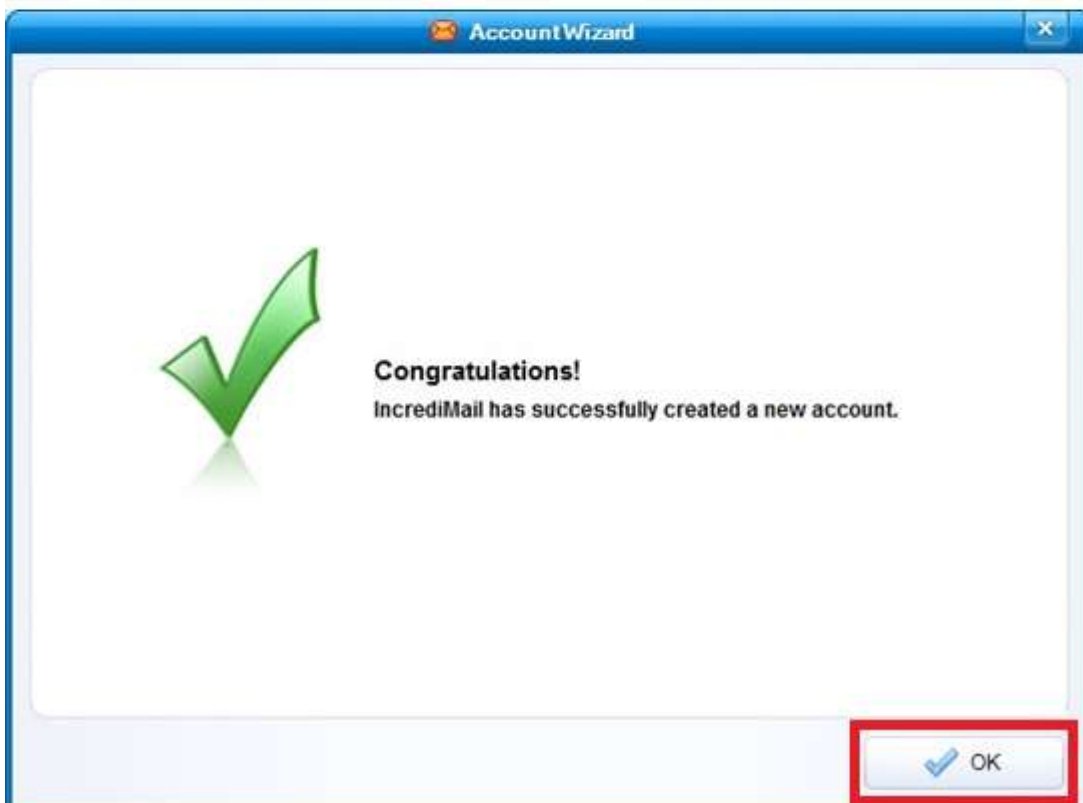 Account Wizard
Congratulations!
IncrediMail has successfully created a new account.
OK